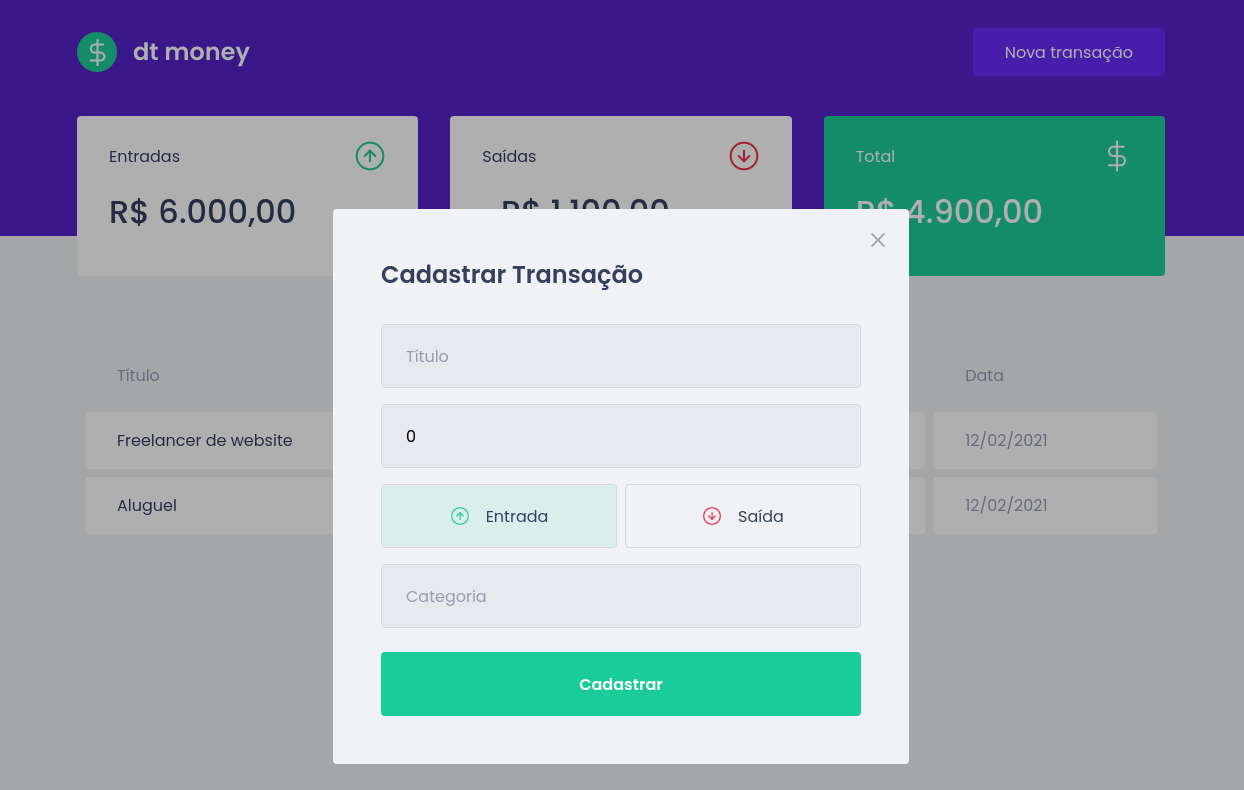 dt money
Nova transação
Entradas
Saídas
Total
R$ 6.000,00
R$ 1.100,00
R$ 4.900,00
Cadastrar Transação
Título
0
Entrada
Saída
Categoria
Cadastrar
Título
Data
Freelancer de website
12/02/2021
Aluguel
12/02/2021